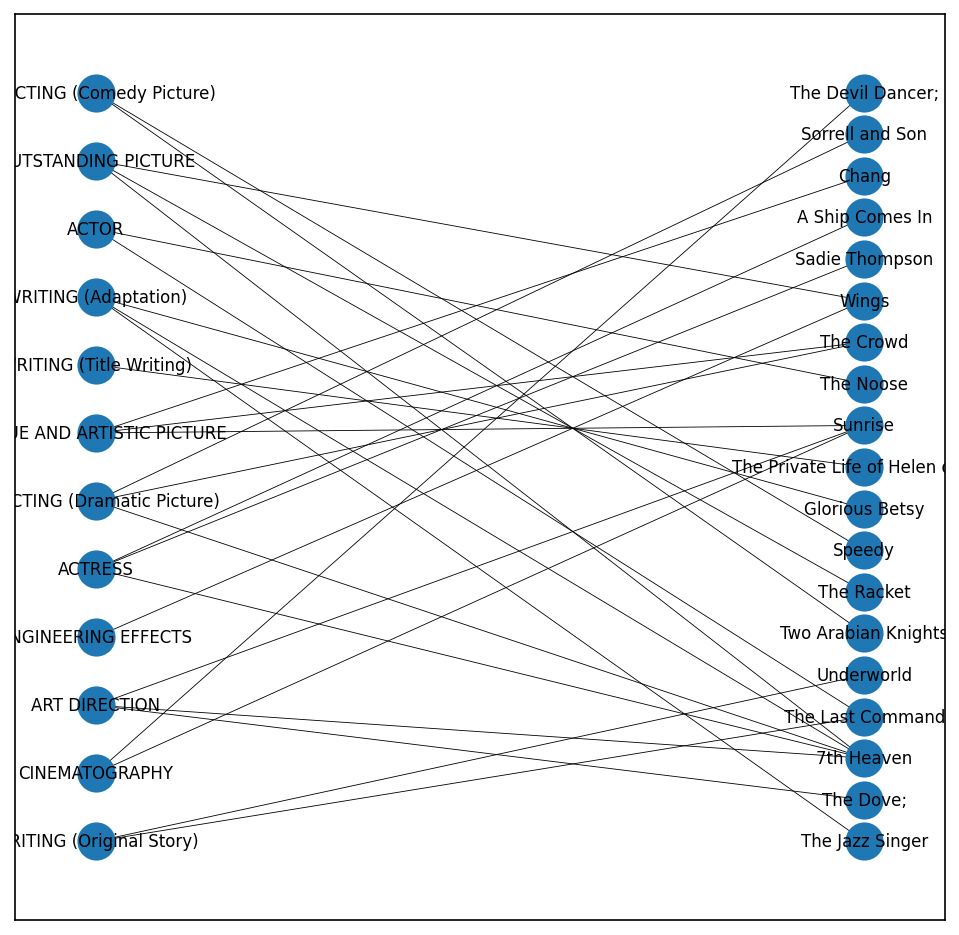 CTING (Comedy Picture)
UTSTANDING PICTURE
ACTOR
WRITING (Adaptation)
RITING (Title Writing)
UE AND ARTISTIC PICTURE
CTING (Dramatic Picture)
ACTRESS
NGINEERING EFFECTS
ART DIRECTION
CINEMATOGRAPHY
RITING (Original Story)
The Devil Dancer;
Sorrell and Son
Chang
A Ship Comes In
Sadie Thompson
Wings
The Crowd
The Noose
Sunrise
The Private Life of Helen o
Glorious Betsy
Speedy
The Racket
Two Arabian Knights
Underworld
The Last Command
7th Heaven
The Dove;
The Jazz Singer